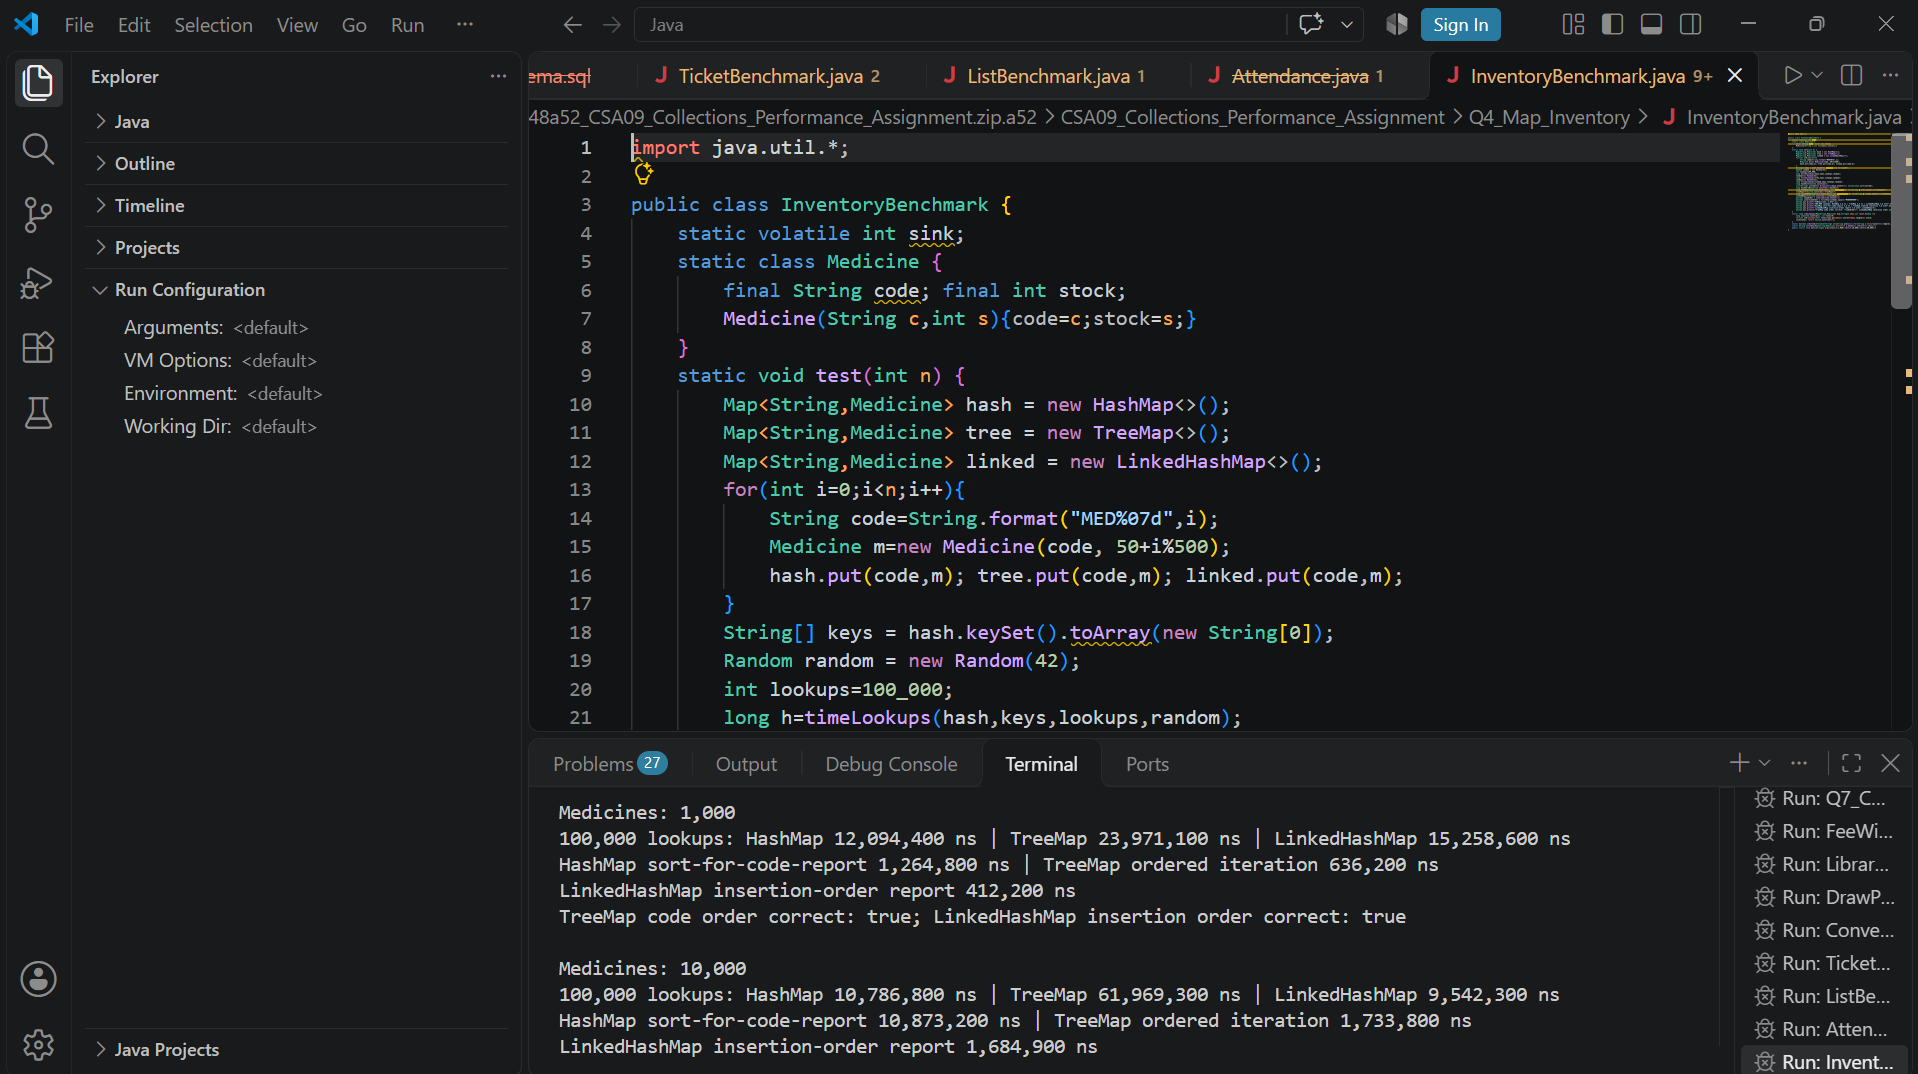 File Edit Selection View Go Run ···
Java
Sign In
Explorer
Java
Outline
Timeline
Projects
Run Configuration
Arguments: <default>
VM Options: <default>
Environment: <default>
Working Dir: <default>
Java Projects
ema.sql
TicketBenchmark.java 2
ListBenchmark.java 1
Attendance.java 1
InventoryBenchmark.java 9+
48a52_CSA09_Collections_Performance_Assignment.zip.a52 > CSA09_Collections_Performance_Assignment > Q4_Map_Inventory > InventoryBenchmark.java
1 import java.util.*;
2
3 public class InventoryBenchmark {
4 static volatile int sink;
5 static class Medicine {
6 final String code; final int stock;
7 Medicine(String c,int s){code=c;stock=s;}
8 }
9 static void test(int n) {
10 Map<String,Medicine> hash = new HashMap<>();
11 Map<String,Medicine> tree = new TreeMap<>();
12 Map<String,Medicine> linked = new LinkedHashMap<>();
13 for(int i=0;i<n;i++){
14 String code=String.format("MED%07d",i);
15 Medicine m=new Medicine(code, 50+i%500);
16 hash.put(code,m); tree.put(code,m); linked.put(code,m);
17 }
18 String[] keys = hash.keySet().toArray(new String[0]);
19 Random random = new Random(42);
20 int lookups=100_000;
21 long h=timeLookups(hash,keys,lookups,random);
Problems 27 Output Debug Console Terminal Ports
Medicines: 1,000
100,000 lookups: HashMap 12,094,400 ns | TreeMap 23,971,100 ns | LinkedHashMap 15,258,600 ns
HashMap sort-for-code-report 1,264,800 ns | TreeMap ordered iteration 636,200 ns
LinkedHashMap insertion-order report 412,200 ns
TreeMap code order correct: true; LinkedHashMap insertion order correct: true
Medicines: 10,000
100,000 lookups: HashMap 10,786,800 ns | TreeMap 61,969,300 ns | LinkedHashMap 9,542,300 ns
HashMap sort-for-code-report 10,873,200 ns | TreeMap ordered iteration 1,733,800 ns
LinkedHashMap insertion-order report 1,684,900 ns
Run: Q7_C...
Run: FeeWi...
Run: Librar...
Run: DrawP...
Run: Conve...
Run: Ticket...
Run: ListBe...
Run: Atten...
Run: Invent...